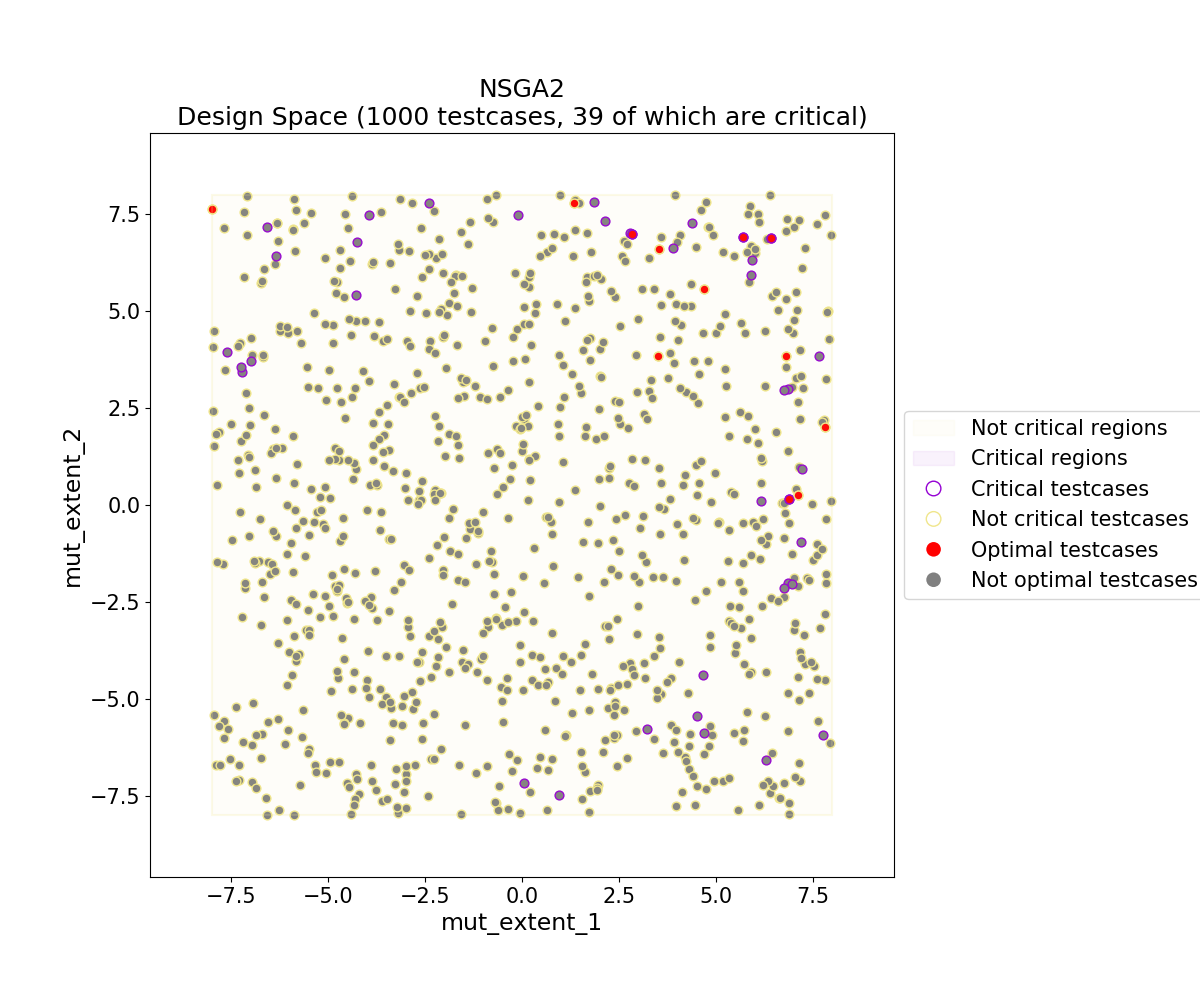 NSGA2
Design Space (1000 testcases, 39 of which are critical)
7.5
5.0
2.5
0.0
−2.5
−5.0
−7.5
mut_extent_2
−7.5 −5.0 −2.5 0.0 2.5 5.0 7.5
mut_extent_1
Not critical regions
Critical regions
Critical testcases
Not critical testcases
Optimal testcases
Not optimal testcases